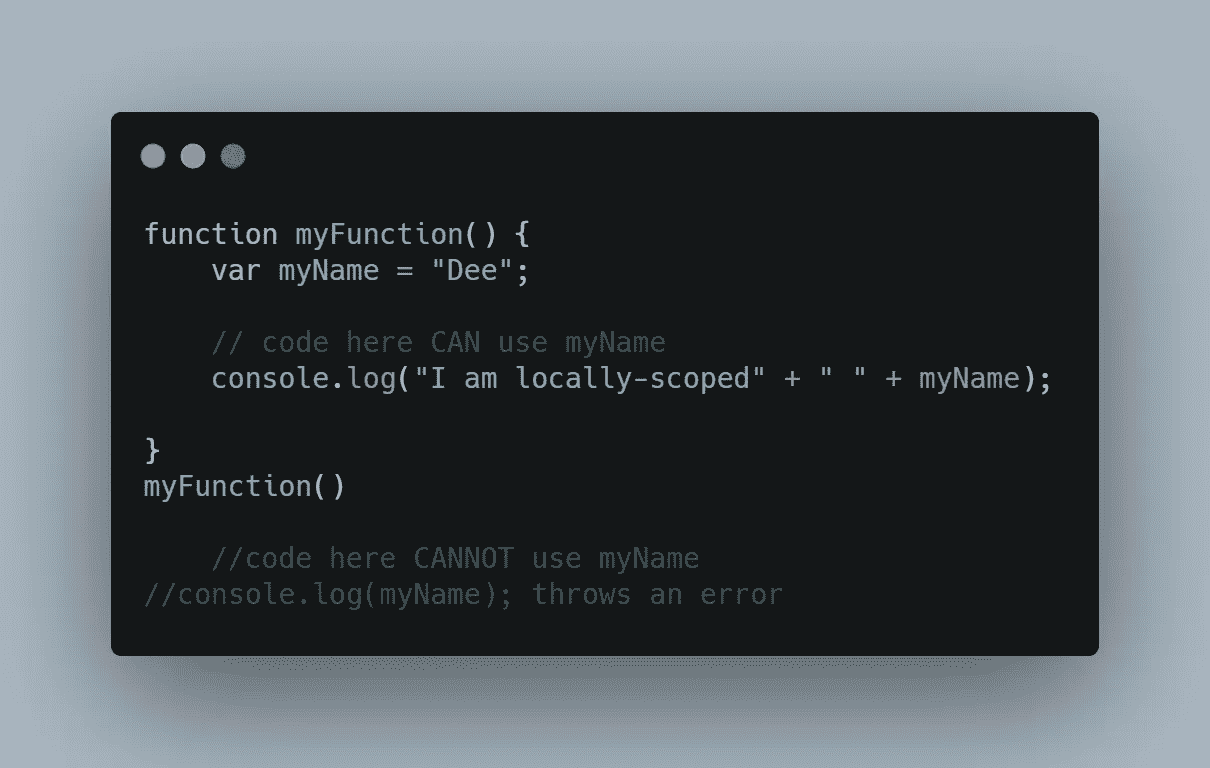 function myFunction() {
    var myName = "Dee";
    // code here CAN use myName
    console.log("I am locally-scoped" + " " + myName);
}
myFunction()
    //code here CANNOT use myName
//console.log(myName); throws an error